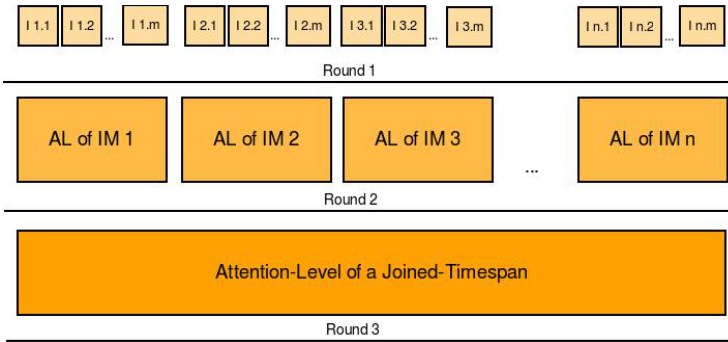 I 1.1 I 1.2 ... I 1.m I 2.1 I 2.2 ... I 2.m I 3.1 I 3.2 ... I 3.m I n.1 I n.2 ... I n.m
Round 1
AL of IM 1 AL of IM 2 AL of IM 3 ... AL of IM n
Round 2
Attention-Level of a Joined-Timespan
Round 3